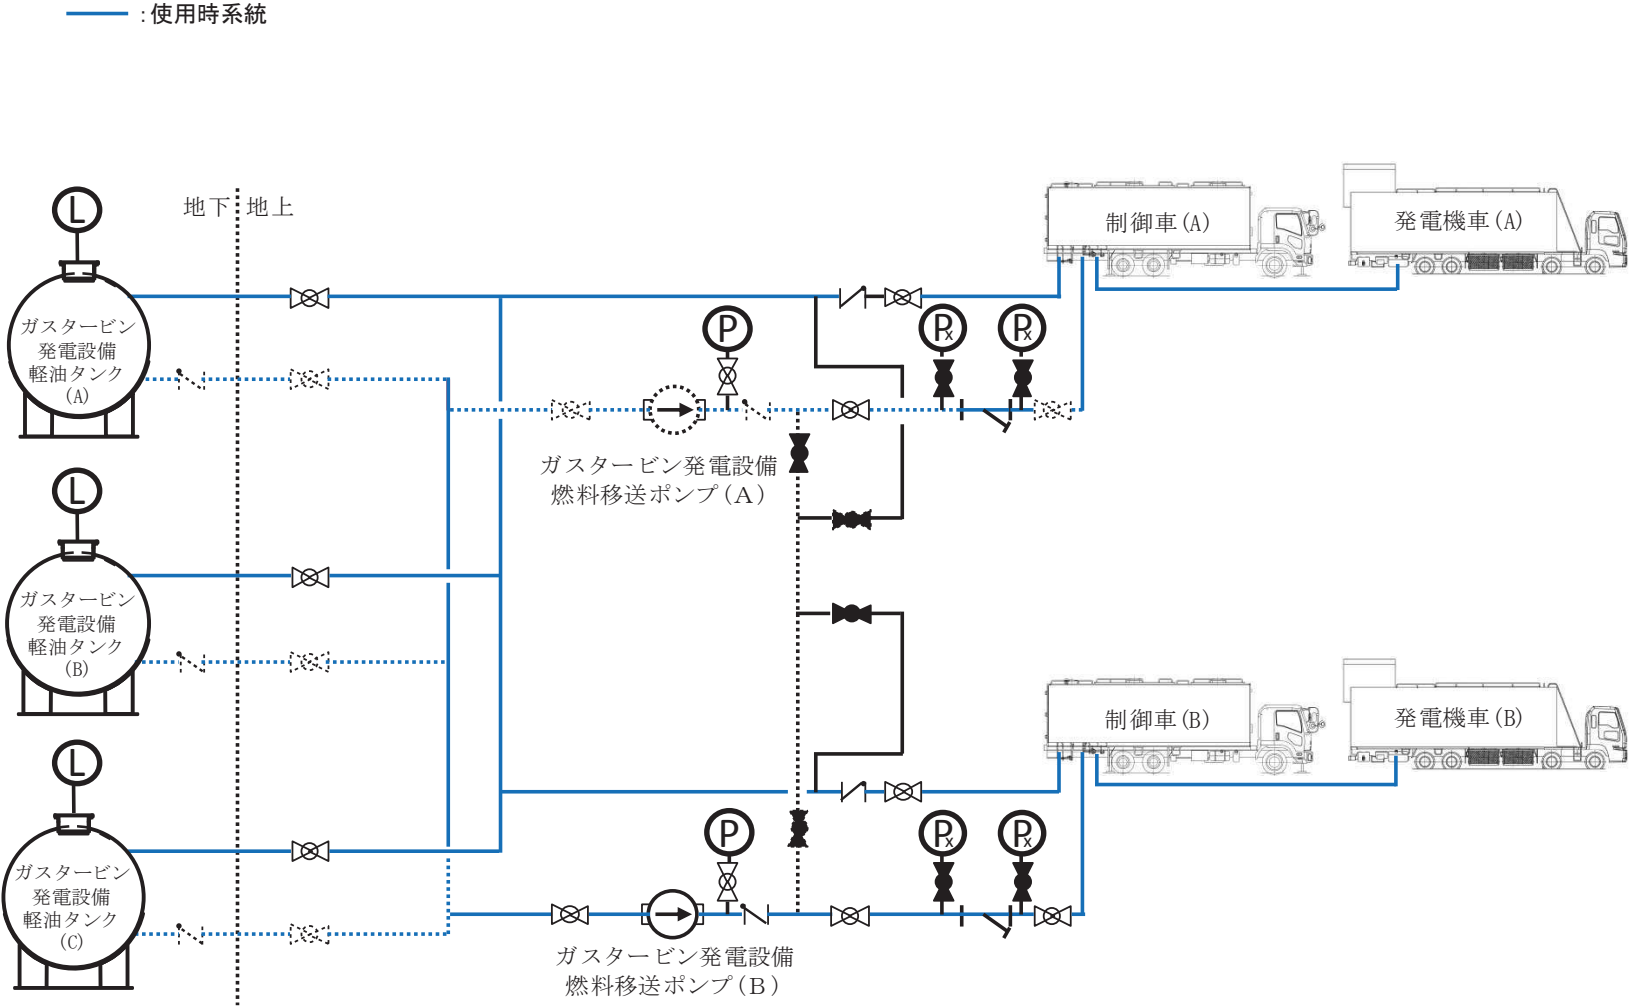 :使用時系統
地下 地上
L
ガスタービン
発電設備
軽油タンク
(A)
制御車(A)
発電機車(A)
P
Px
Px
ガスタービン発電設備
燃料移送ポンプ(A)
L
ガスタービン
発電設備
軽油タンク
(B)
制御車(B)
発電機車(B)
L
ガスタービン
発電設備
軽油タンク
(C)
P
Px
Px
ガスタービン発電設備
燃料移送ポンプ(B)